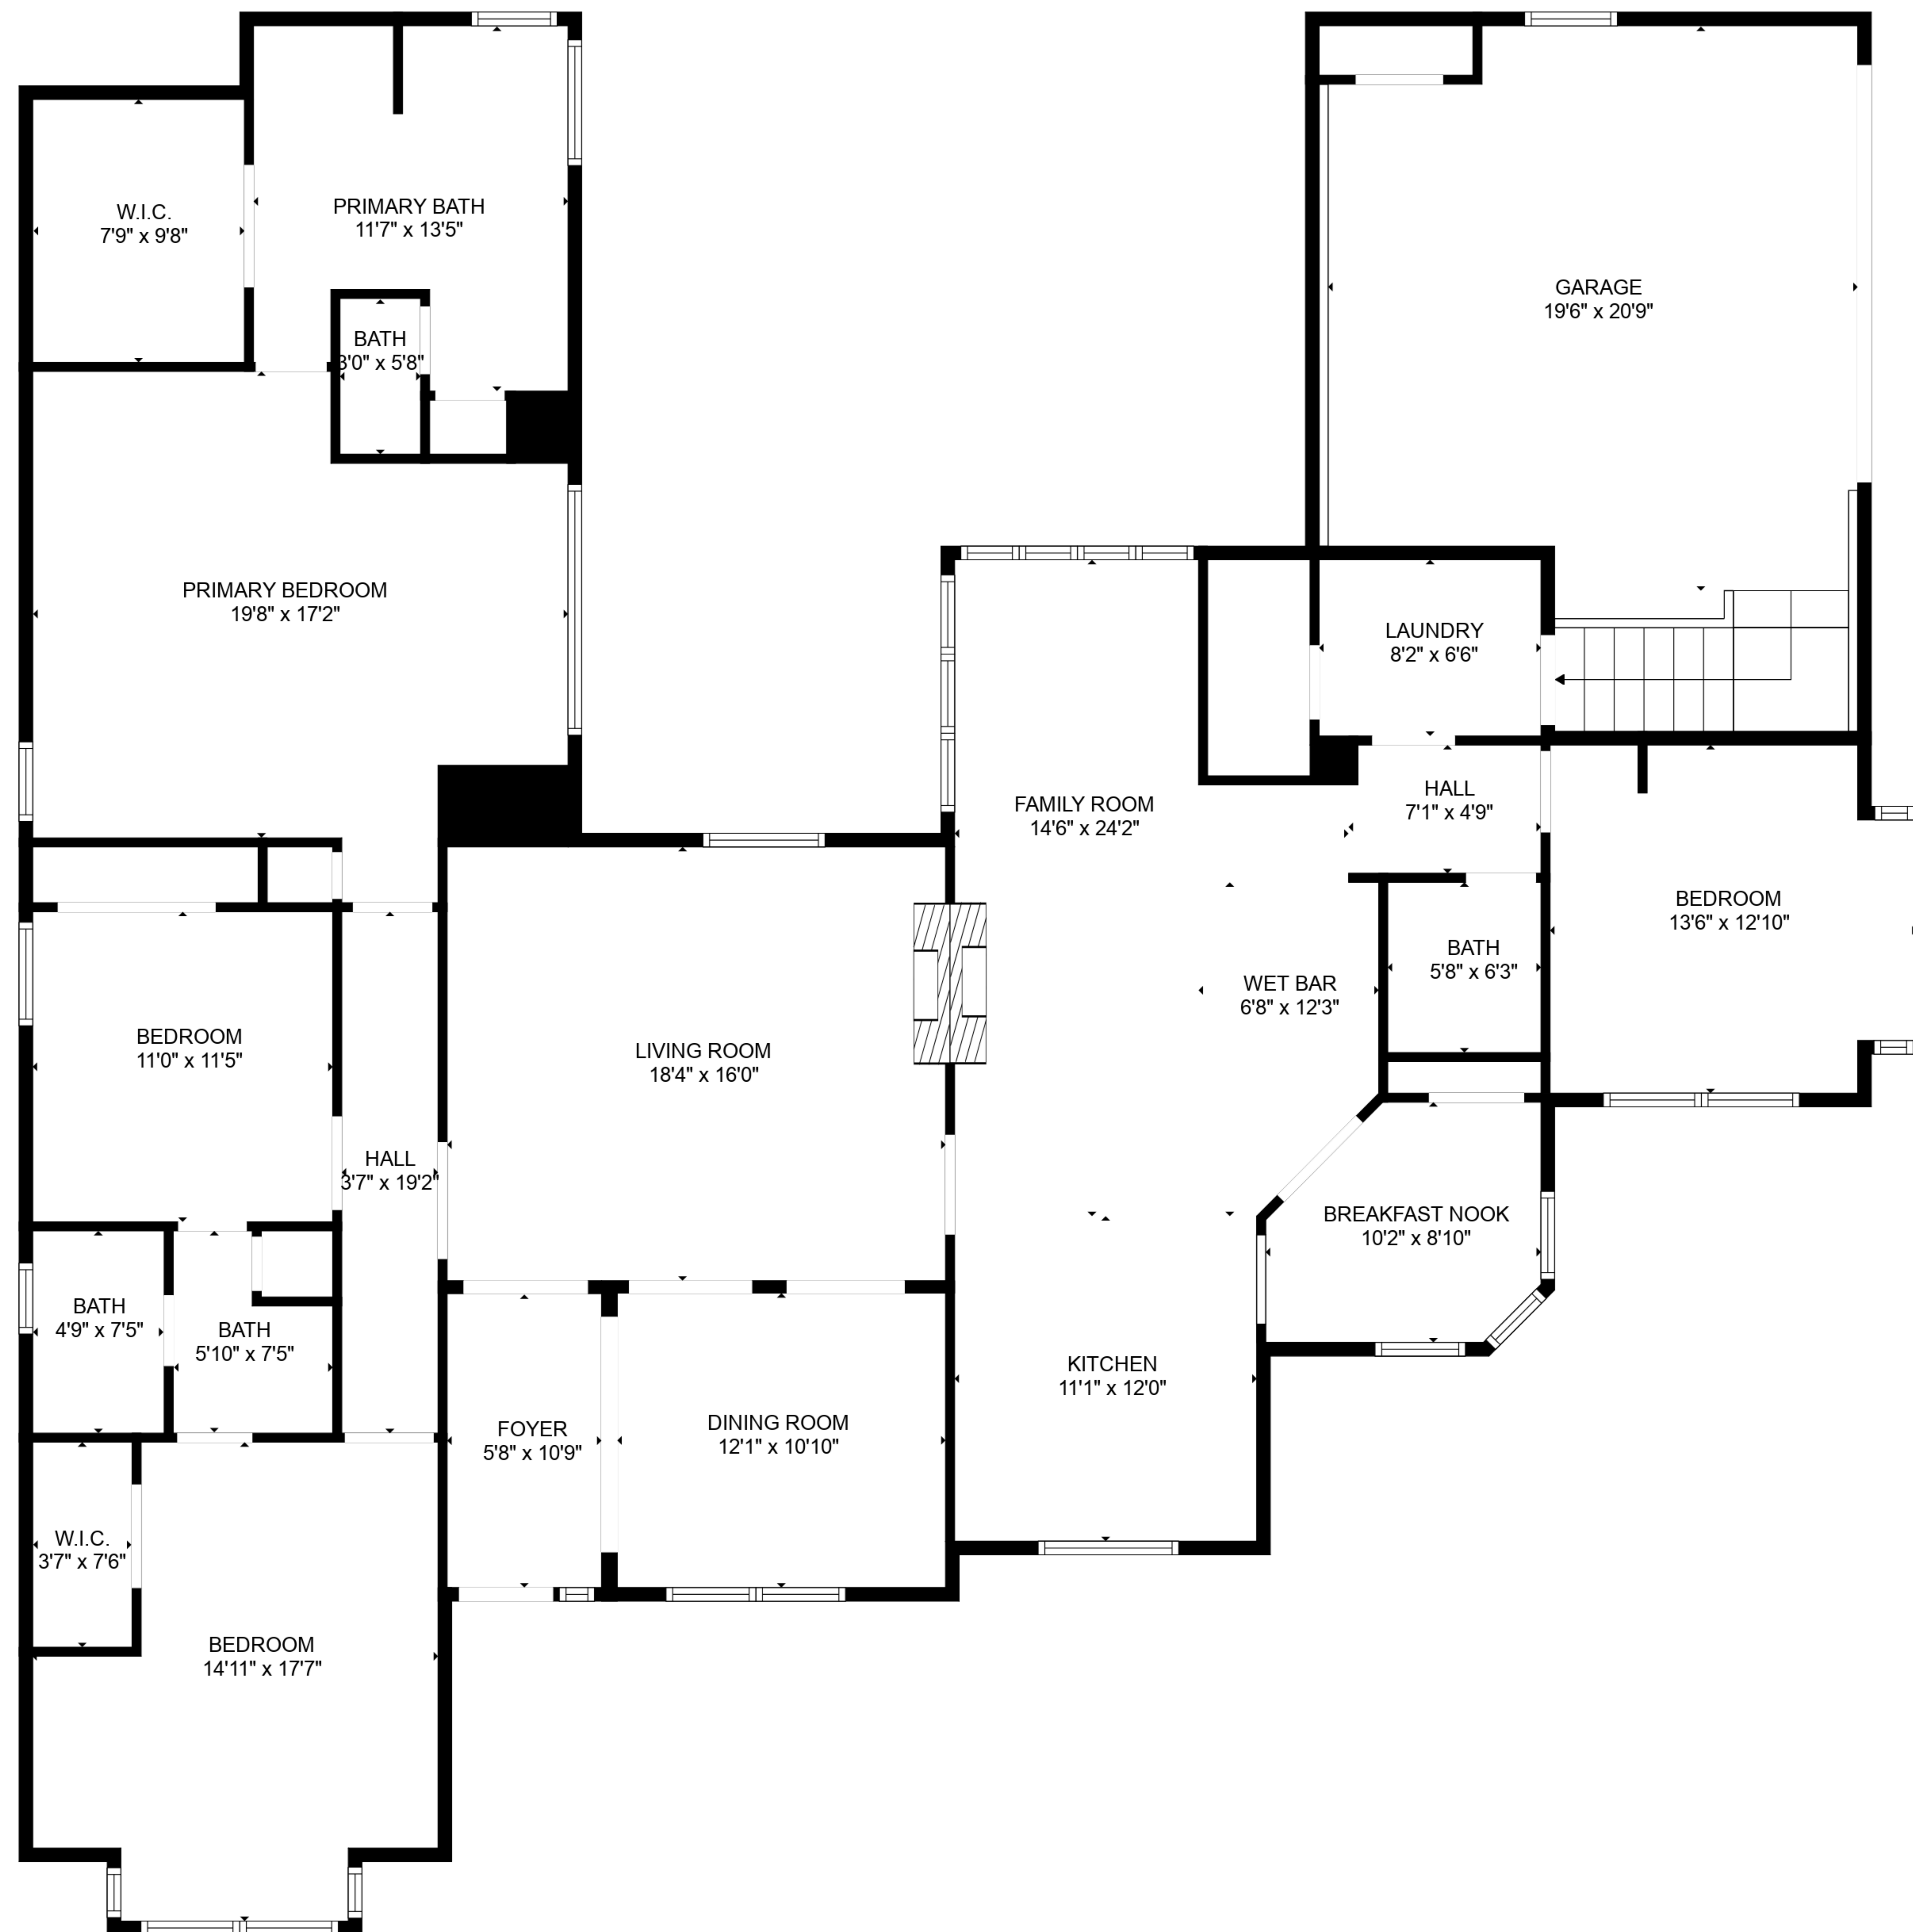 W.I.C.
7'9" x 9'8"
PRIMARY BATH
11'7" x 13'5"
BATH
3'0" x 5'8"
GARAGE
19'6" x 20'9"
PRIMARY BEDROOM
19'8" x 17'2"
LAUNDRY
8'2" x 6'6"
FAMILY ROOM
14'6" x 24'2"
HALL
7'1" x 4'9"
BEDROOM
13'6" x 12'10"
BATH
5'8" x 6'3"
WET BAR
6'8" x 12'3"
BEDROOM
11'0" x 11'5"
LIVING ROOM
18'4" x 16'0"
HALL
3'7" x 19'2"
BREAKFAST NOOK
10'2" x 8'10"
BATH
4'9" x 7'5"
BATH
5'10" x 7'5"
KITCHEN
11'1" x 12'0"
FOYER
5'8" x 10'9"
DINING ROOM
12'1" x 10'10"
W.I.C.
3'7" x 7'6"
BEDROOM
14'11" x 17'7"